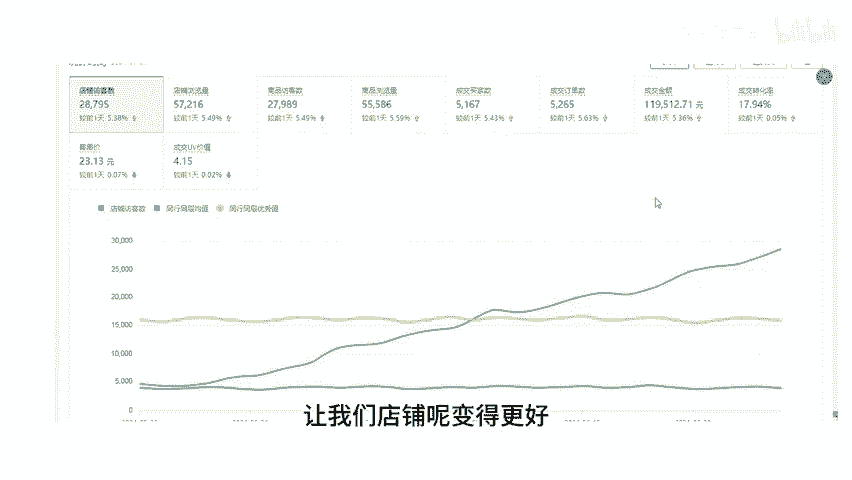 bilibili
店铺访客数 店铺浏览量 商品访客数 商品浏览量 成交买家数 成交订单数 成交金额 成交转化率
28,795 57,216 27,989 55,586 5,167 5,265 119,512.71 元 17.94%
较前1天 5.38% 较前1天 5.49% 较前1天 5.49% 较前1天 5.59% 较前1天 5.43% 较前1天 5.63% 较前1天 5.36% 较前1天 0.05%
客单价 成交UV价值
23.13 元 4.15
较前1天 0.07% 较前1天 0.02%
店铺访客数 同行同层均值 同行同层优秀值
30,000
25,000
20,000
15,000
10,000
5,000
0
让我们店铺呢变得更好